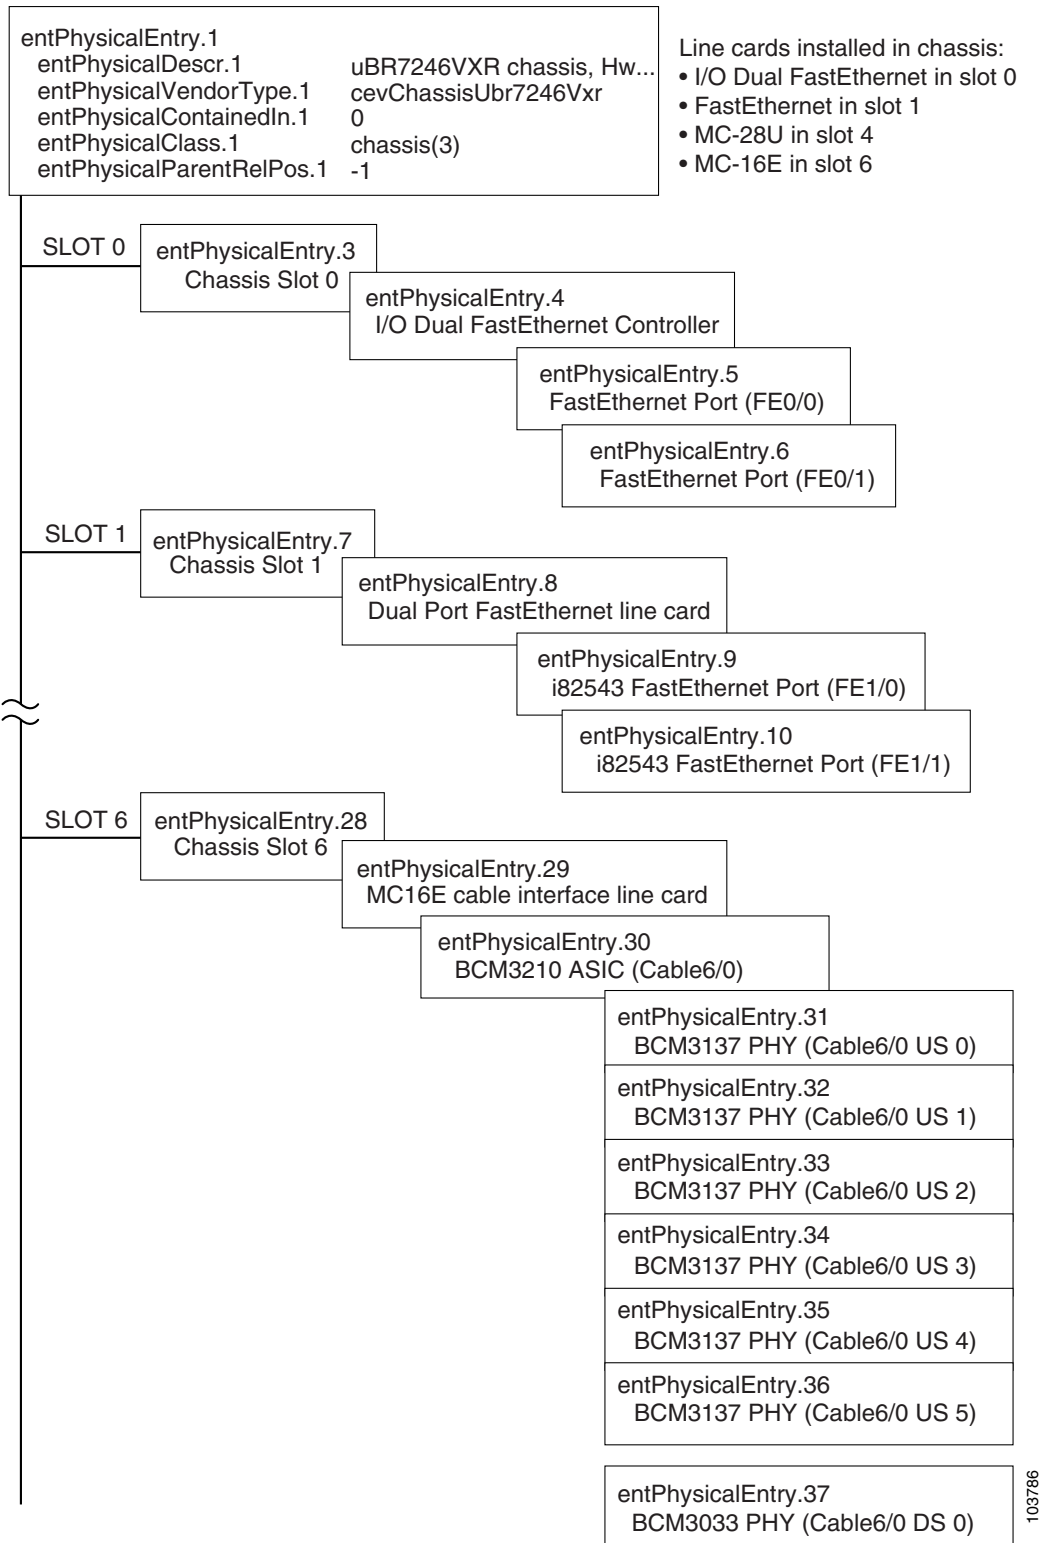 entPhysicalEntry.1
entPhysicalDescr.1 uBR7246VXR chassis, Hw...
entPhysicalVendorType.1 cevChassisUbr7246Vxr
entPhysicalContainedIn.1 0
entPhysicalClass.1 chassis(3)
entPhysicalParentRelPos.1 -1
Line cards installed in chassis:
• I/O Dual FastEthernet in slot 0
• FastEthernet in slot 1
• MC-28U in slot 4
• MC-16E in slot 6
SLOT 0
entPhysicalEntry.3
Chassis Slot 0
entPhysicalEntry.4
I/O Dual FastEthernet Controller
entPhysicalEntry.5
FastEthernet Port (FE0/0)
entPhysicalEntry.6
FastEthernet Port (FE0/1)
SLOT 1
entPhysicalEntry.7
Chassis Slot 1
entPhysicalEntry.8
Dual Port FastEthernet line card
entPhysicalEntry.9
i82543 FastEthernet Port (FE1/0)
entPhysicalEntry.10
i82543 FastEthernet Port (FE1/1)
SLOT 6
entPhysicalEntry.28
Chassis Slot 6
entPhysicalEntry.29
MC16E cable interface line card
entPhysicalEntry.30
BCM3210 ASIC (Cable6/0)
entPhysicalEntry.31
BCM3137 PHY (Cable6/0 US 0)
entPhysicalEntry.32
BCM3137 PHY (Cable6/0 US 1)
entPhysicalEntry.33
BCM3137 PHY (Cable6/0 US 2)
entPhysicalEntry.34
BCM3137 PHY (Cable6/0 US 3)
entPhysicalEntry.35
BCM3137 PHY (Cable6/0 US 4)
entPhysicalEntry.36
BCM3137 PHY (Cable6/0 US 5)
entPhysicalEntry.37
BCM3033 PHY (Cable6/0 DS 0)
103786